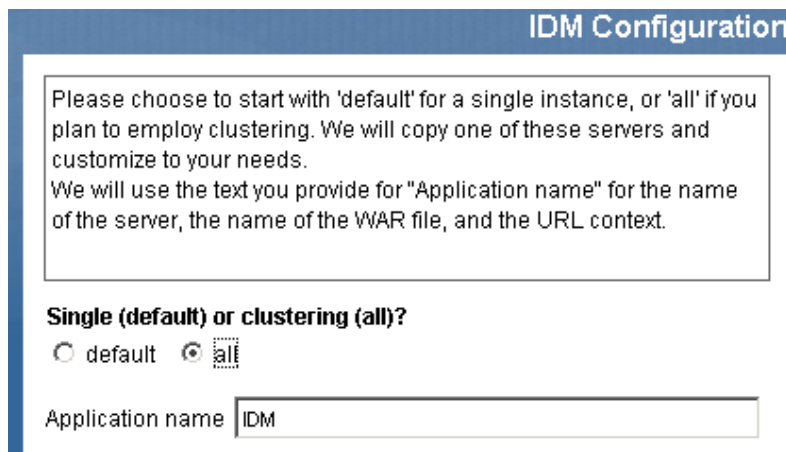 IDM Configuration
Please choose to start with 'default' for a single instance, or 'all' if you
plan to employ clustering. We will copy one of these servers and
customize to your needs.
We will use the text you provide for "Application name" for the name
of the server, the name of the WAR file, and the URL context.
Single (default) or clustering (all)?
default all
Application name IDM